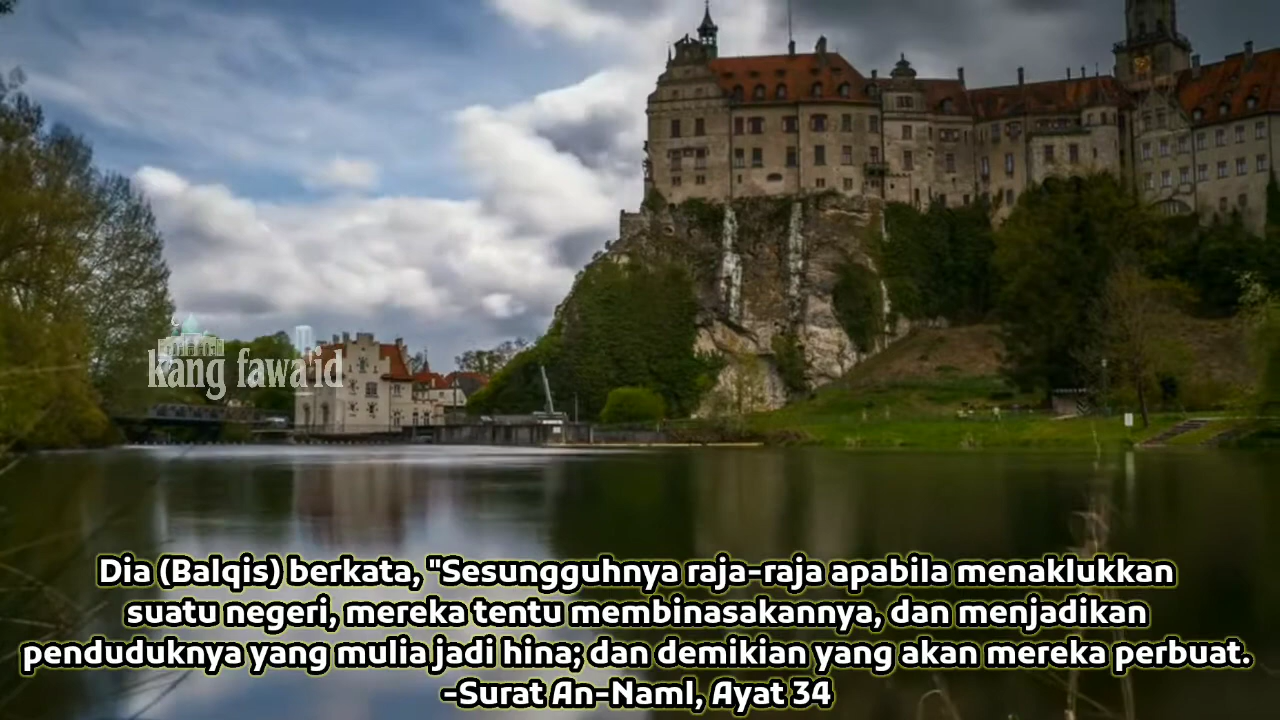 kang fawa'id
Dia (Balqis) berkata, "Sesungguhnya raja-raja apabila menaklukkan
suatu negeri, mereka tentu membinasakannya, dan menjadikan
penduduknya yang mulia jadi hina; dan demikian yang akan mereka perbuat.
-Surat An-Naml, Ayat 34